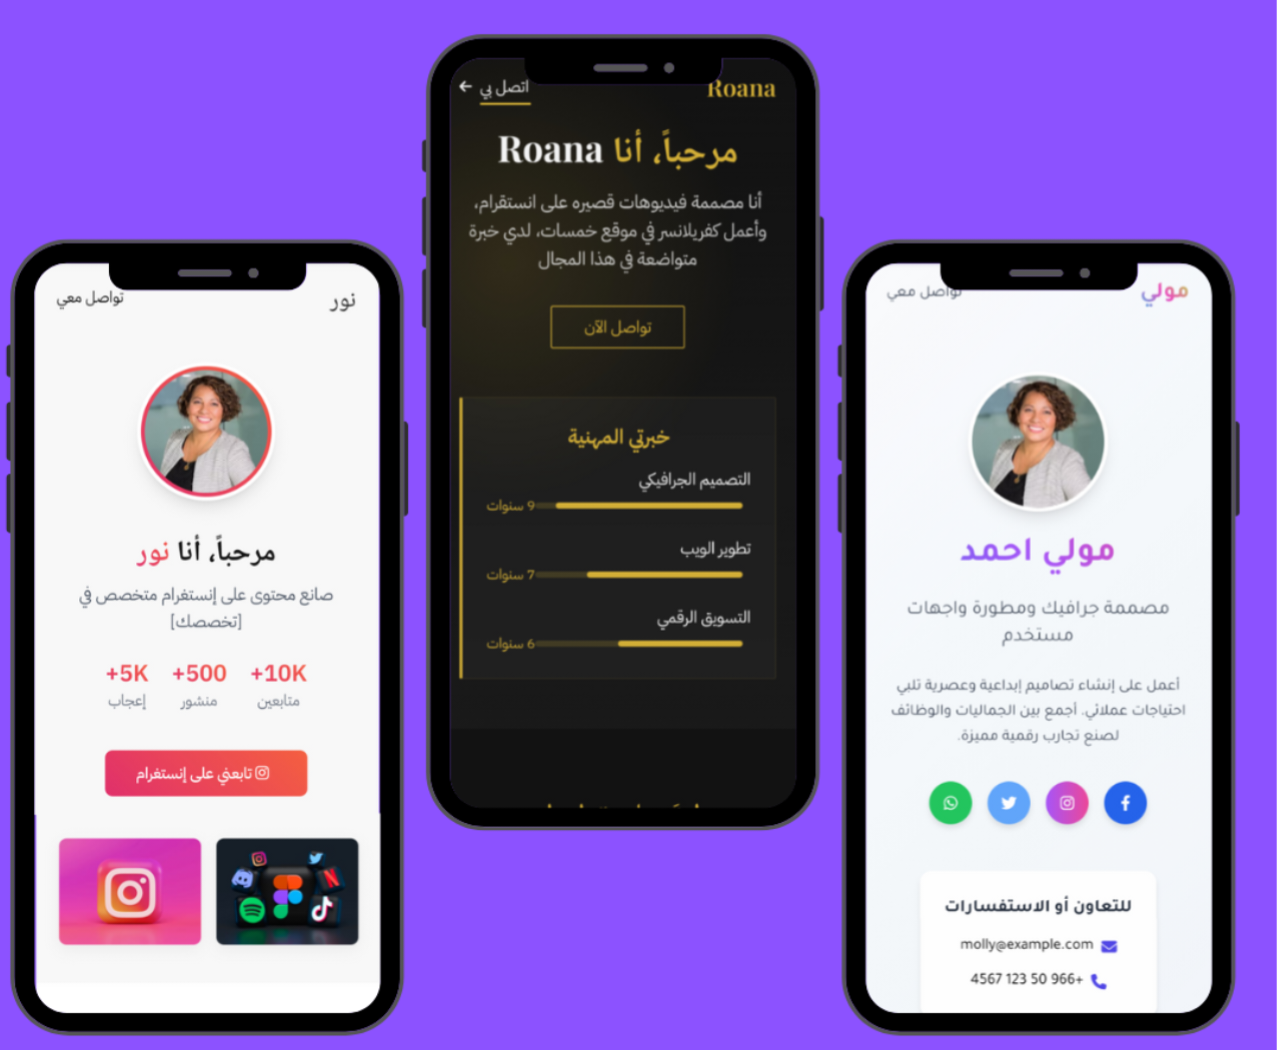 Roana
اتصل بي ←
مرحباً، أنا Roana
أنا مصممة فيديوهات قصيره على انستقرام،
وأعمل كفريلانسر في موقع خمسات، لدي خبرة
متواضعة في هذا المجال
تواصل الآن
خبرتي المهنية
التصميم الجرافيكي
9 سنوات
تطوير الويب
7 سنوات
التسويق الرقمي
6 سنوات
مولي
تواصل معي
مولي احمد
مصممة جرافيك ومطورة واجهات
مستخدم
أعمل على إنشاء تصاميم إبداعية وعصرية تلبي
احتياجات عملائي. أجمع بين الجماليات والوظائف
لصنع تجارب رقمية مميزة.
للتعاون أو الاستفسارات
molly@example.com
4567 123 50 966+
نور
تواصل معي
مرحباً، أنا نور
صانع محتوى على إنستغرام متخصص في
[تخصصك]
+10K
متابعين
+500
منشور
+5K
إعجاب
تابعني على إنستغرام